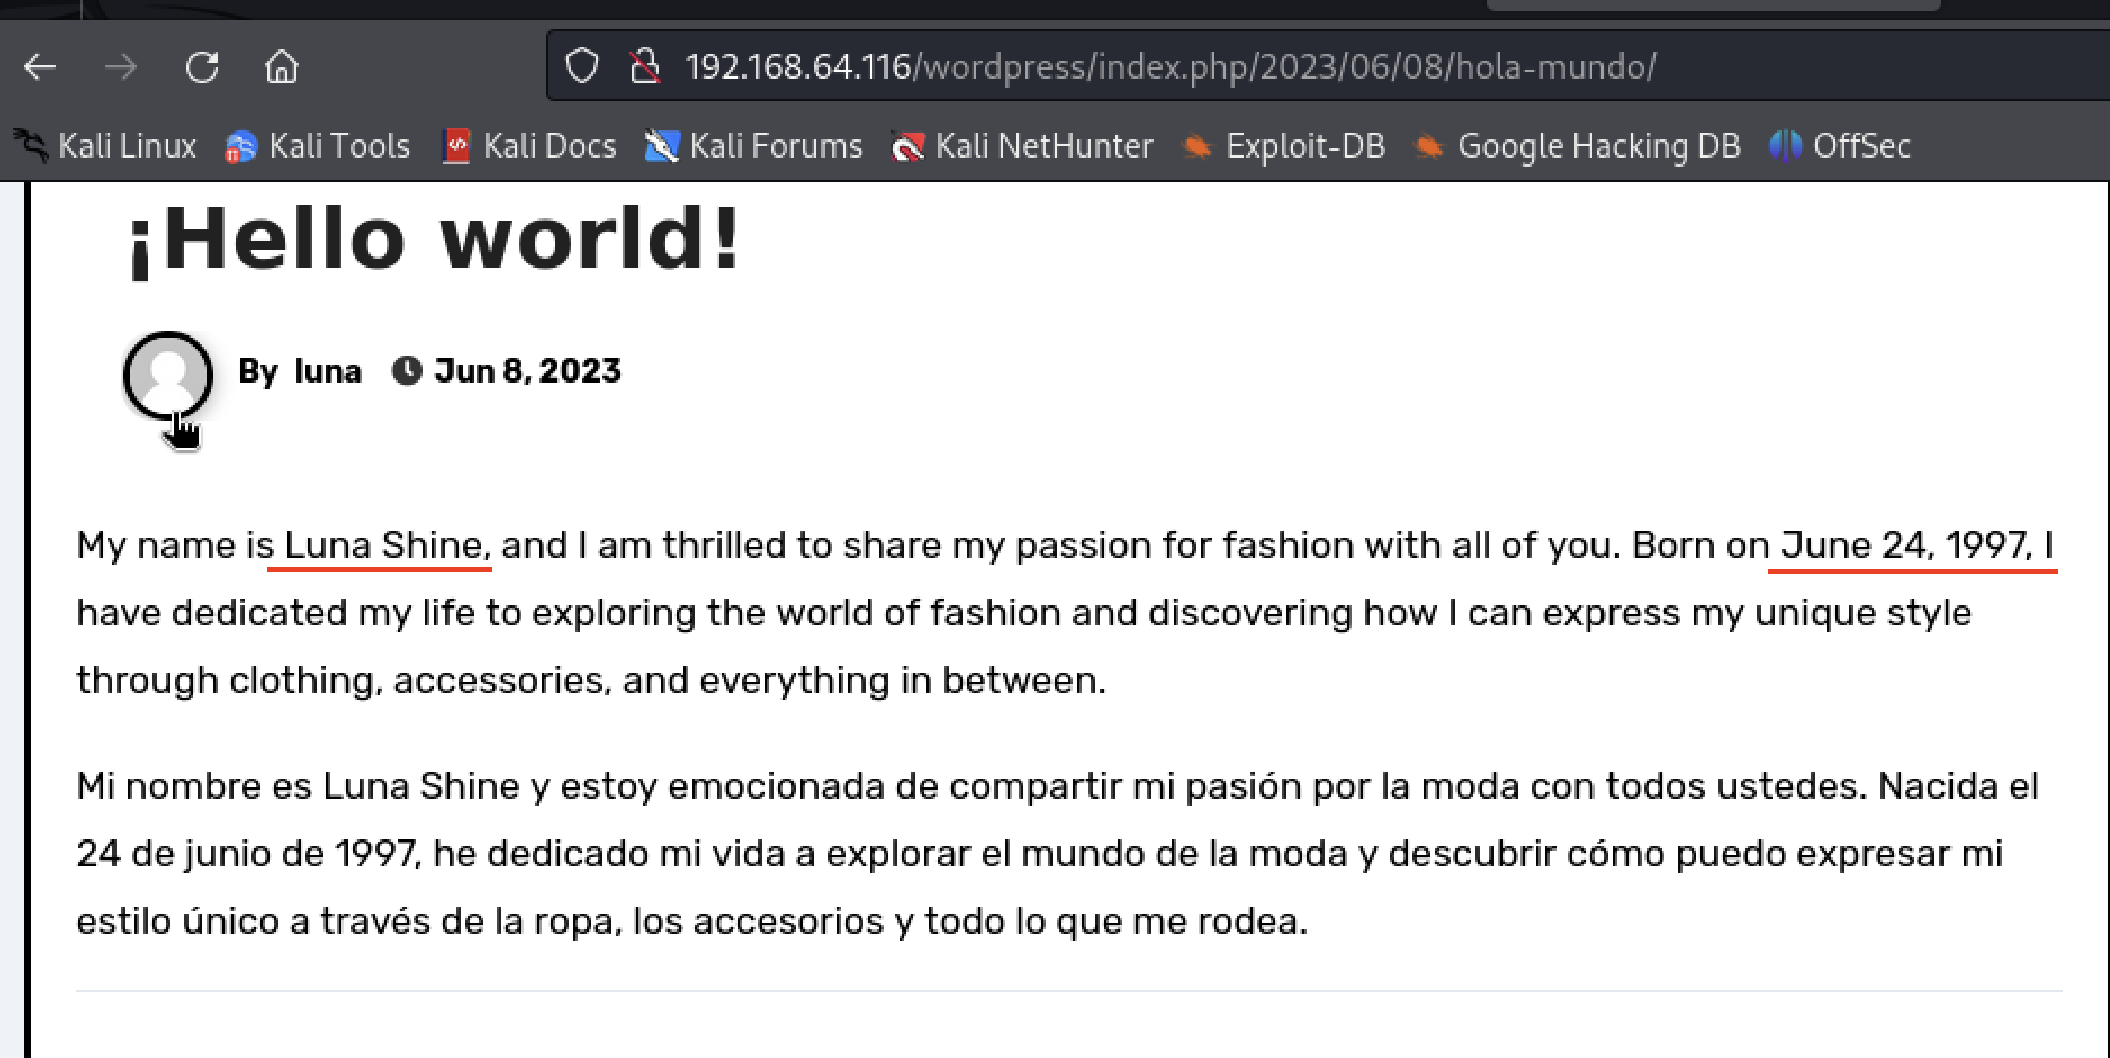 192.168.64.116/wordpress/index.php/2023/06/08/hola-mundo/
Kali Linux Kali Tools Kali Docs Kali Forums Kali NetHunter Exploit-DB Google Hacking DB OffSec
¡Hello world!
By luna Jun 8, 2023
My name is Luna Shine, and I am thrilled to share my passion for fashion with all of you. Born on June 24, 1997, I
have dedicated my life to exploring the world of fashion and discovering how I can express my unique style
through clothing, accessories, and everything in between.
Mi nombre es Luna Shine y estoy emocionada de compartir mi pasión por la moda con todos ustedes. Nacida el
24 de junio de 1997, he dedicado mi vida a explorar el mundo de la moda y descubrir cómo puedo expresar mi
estilo único a través de la ropa, los accesorios y todo lo que me rodea.